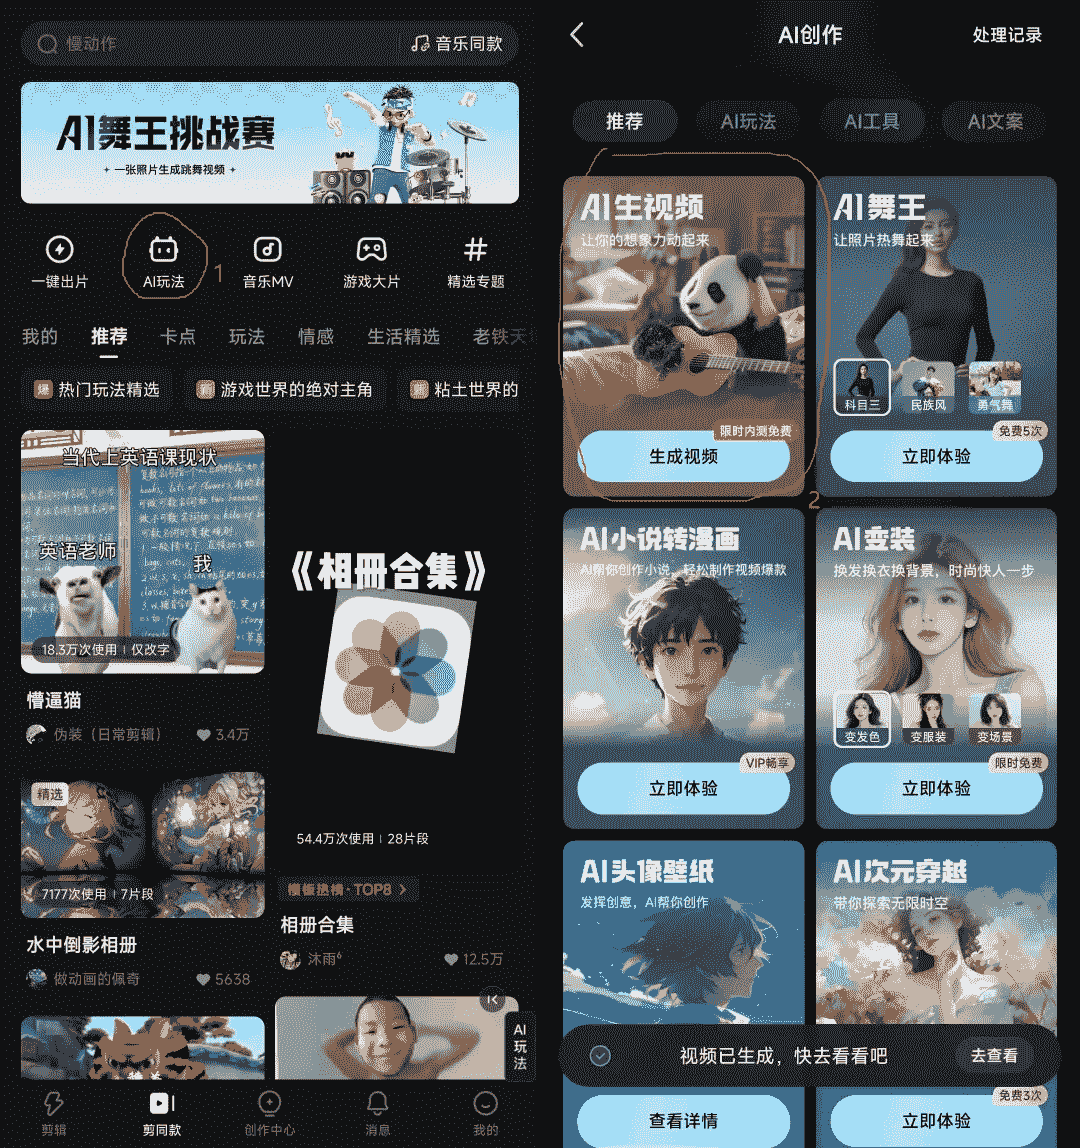 慢动作
音乐同款
AI舞王挑战赛
一张照片生成跳舞视频
一键出片
AI玩法
音乐MV
游戏大片
精选专题
1
我的
推荐
卡点
玩法
情感
生活精选
老铁天
热门玩法精选
游戏世界的绝对主角
粘土世界的
当代上英语课现状
英语老师
我
18.3万次使用 | 仅改字
懵逼猫
伪装（日常剪辑）
3.4万
精选
7177次使用 | 7片段
水中倒影相册
做动画的佩奇
5638
《相册合集》
54.4万次使用 | 28片段
模板热榜·TOP8
相册合集
沐雨⁶
12.5万
AI
玩
法
剪辑
剪同款
创作中心
消息
我的
AI创作
处理记录
推荐
AI玩法
AI工具
AI文案
AI生视频
让你的想象力动起来
限时内测免费
生成视频
2
AI舞王
让照片热舞起来
科目三
民族风
勇气舞
免费5次
立即体验
AI小说转漫画
AI帮你创作小说，轻松制作视频爆款
VIP畅享
立即体验
AI变装
换发换衣换背景，时尚快人一步
变发色
变服装
变场景
限时免费
立即体验
AI头像壁纸
发挥创意，AI帮你创作
AI次元穿越
带你探索无限时空
视频已生成，快去看看吧
去查看
查看详情
免费3次
立即体验